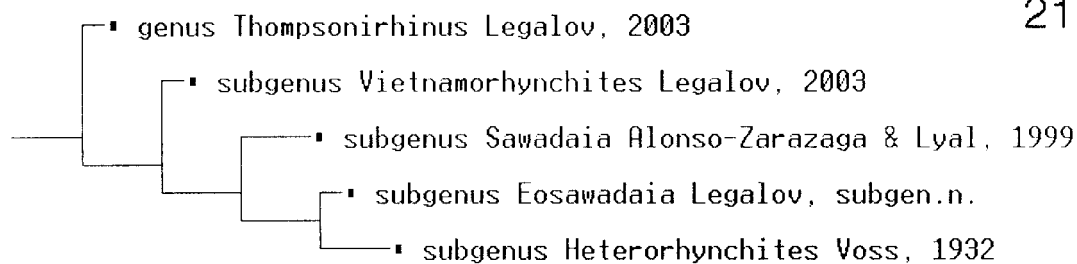 21
genus Thompsonirhinus Legalov, 2003
subgenus Vietnamorhynchites Legalov, 2003
subgenus Sawadaia Alonso-Zarazaga & Lyal, 1999
subgenus Eosawadaia Legalov, subgen.n.
subgenus Heterorhynchites Voss, 1932